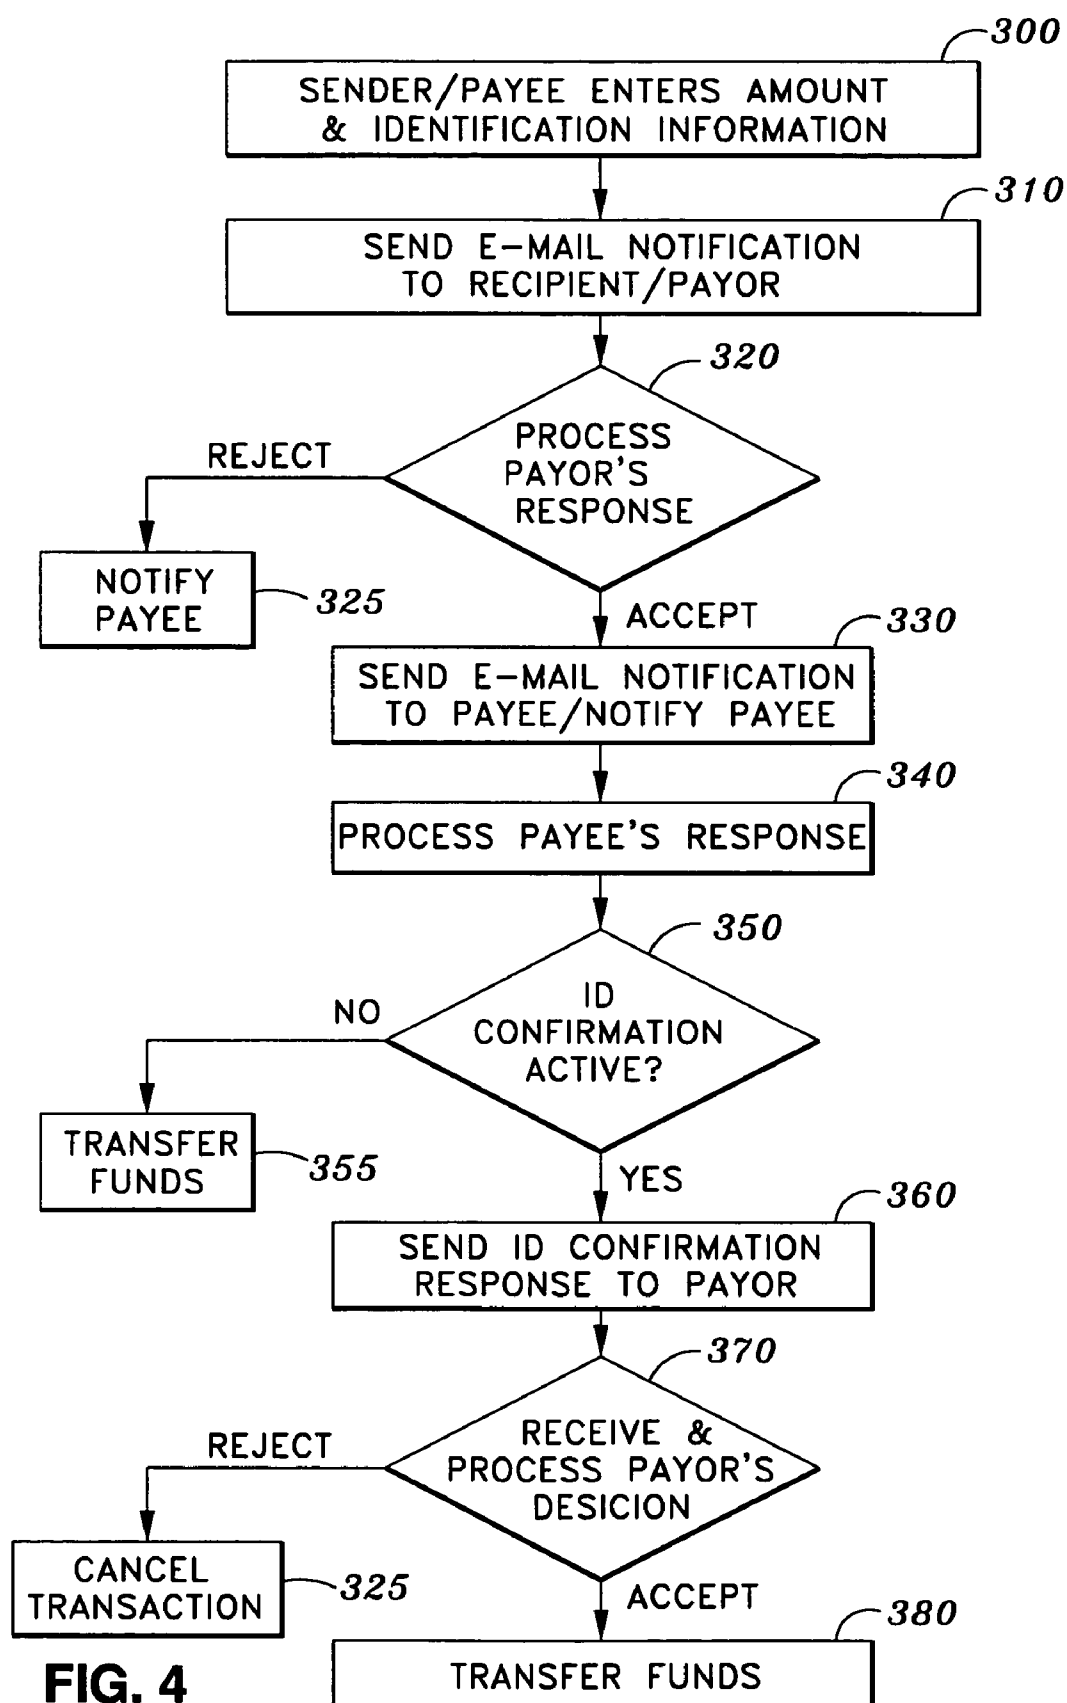 300
SENDER/PAYEE ENTERS AMOUNT
& IDENTIFICATION INFORMATION
310
SEND E-MAIL NOTIFICATION
TO RECIPIENT/PAYOR
320
PROCESS
PAYOR'S
RESPONSE
REJECT
NOTIFY
PAYEE
325
ACCEPT
330
SEND E-MAIL NOTIFICATION
TO PAYEE/NOTIFY PAYEE
340
PROCESS PAYEE'S RESPONSE
350
ID
CONFIRMATION
ACTIVE?
NO
TRANSFER
FUNDS
355
YES
360
SEND ID CONFIRMATION
RESPONSE TO PAYOR
370
RECEIVE &
PROCESS PAYOR'S
DESICION
REJECT
CANCEL
TRANSACTION
325
ACCEPT
380
TRANSFER FUNDS
FIG. 4